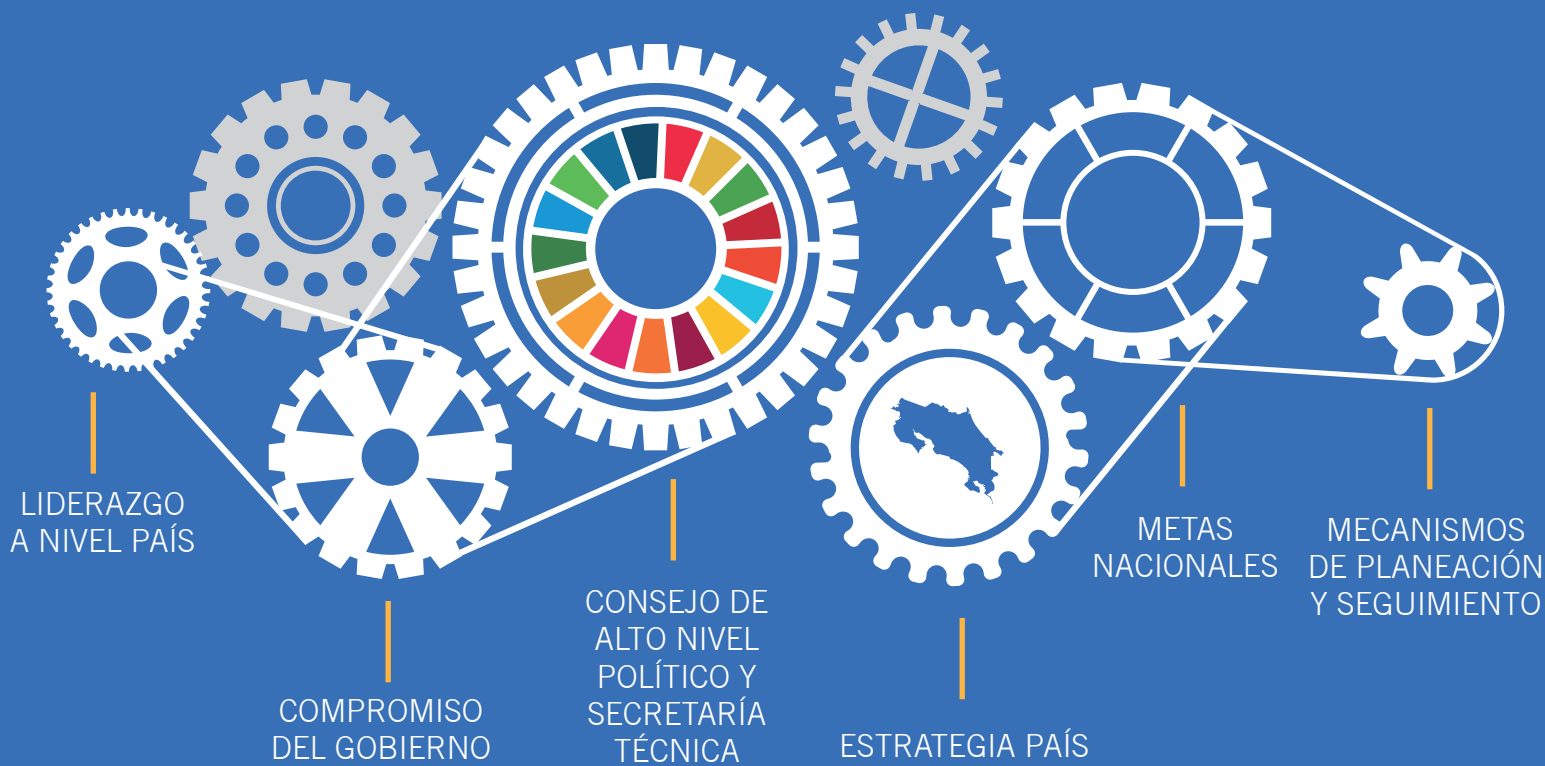 LIDERAZGO
A NIVEL PAÍS
COMPROMISO
DEL GOBIERNO
CONSEJO DE
ALTO NIVEL
POLÍTICO Y
SECRETARÍA
TÉCNICA
ESTRATEGIA PAÍS
METAS
NACIONALES
MECANISMOS
DE PLANEACIÓN
Y SEGUIMIENTO